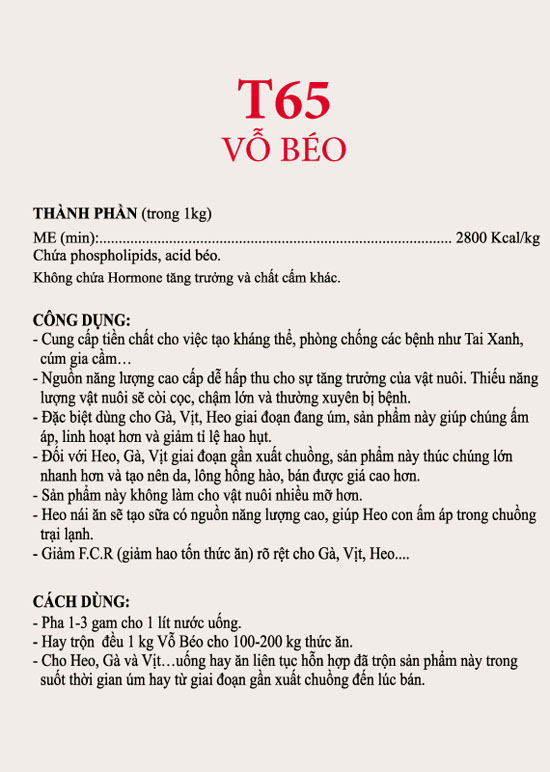 T65
VỖ BÉO
THÀNH PHẦN (trong 1kg)
ME (min):........................................................................................... 2800 Kcal/kg
Chứa phospholipids, acid béo.
Không chứa Hormone tăng trưởng và chất cấm khác.
CÔNG DỤNG:
- Cung cấp tiền chất cho việc tạo kháng thể, phòng chống các bệnh như Tai Xanh,
cúm gia cầm…
- Nguồn năng lượng cao cấp dễ hấp thu cho sự tăng trưởng của vật nuôi. Thiếu năng
lượng vật nuôi sẽ còi cọc, chậm lớn và thường xuyên bị bệnh.
- Đặc biệt dùng cho Gà, Vịt, Heo giai đoạn đang úm, sản phẩm này giúp chúng ấm
áp, linh hoạt hơn và giảm tỉ lệ hao hụt.
- Đối với Heo, Gà, Vịt giai đoạn gần xuất chuồng, sản phẩm này thúc chúng lớn
nhanh hơn và tạo nên da, lông hồng hào, bán được giá cao hơn.
- Sản phẩm này không làm cho vật nuôi nhiều mỡ hơn.
- Heo nái ăn sẽ tạo sữa có nguồn năng lượng cao, giúp Heo con ấm áp trong chuồng
trại lạnh.
- Giảm F.C.R (giảm hao tốn thức ăn) rõ rệt cho Gà, Vịt, Heo....
CÁCH DÙNG:
- Pha 1-3 gam cho 1 lít nước uống.
- Hay trộn đều 1 kg Vỗ Béo cho 100-200 kg thức ăn.
- Cho Heo, Gà và Vịt…uống hay ăn liên tục hỗn hợp đã trộn sản phẩm này trong
suốt thời gian úm hay từ giai đoạn gần xuất chuồng đến lúc bán.